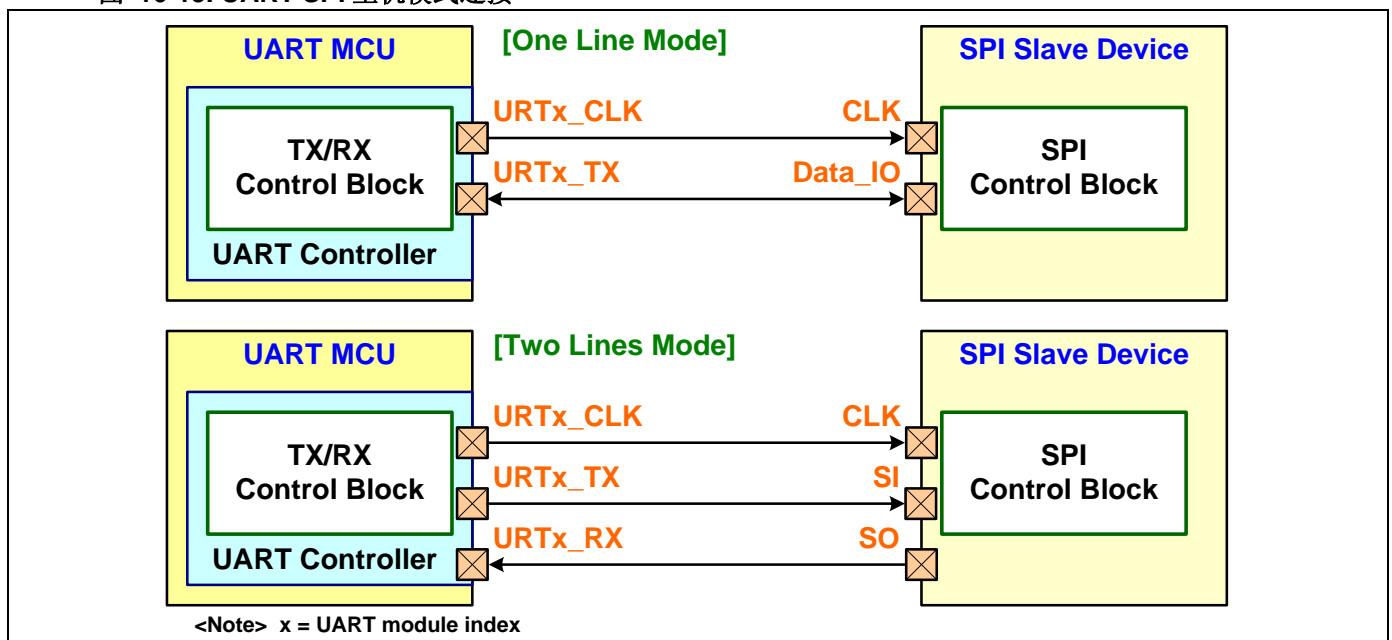 UART MCU
[One Line Mode]
SPI Slave Device
URTx_CLK
CLK
TX/RX
Control Block
SPI
Control Block
URTx_TX
Data_IO
UART Controller
UART MCU
[Two Lines Mode]
SPI Slave Device
URTx_CLK
CLK
TX/RX
Control Block
SPI
Control Block
URTx_TX
SI
URTx_RX
SO
UART Controller
<Note> x = UART module index